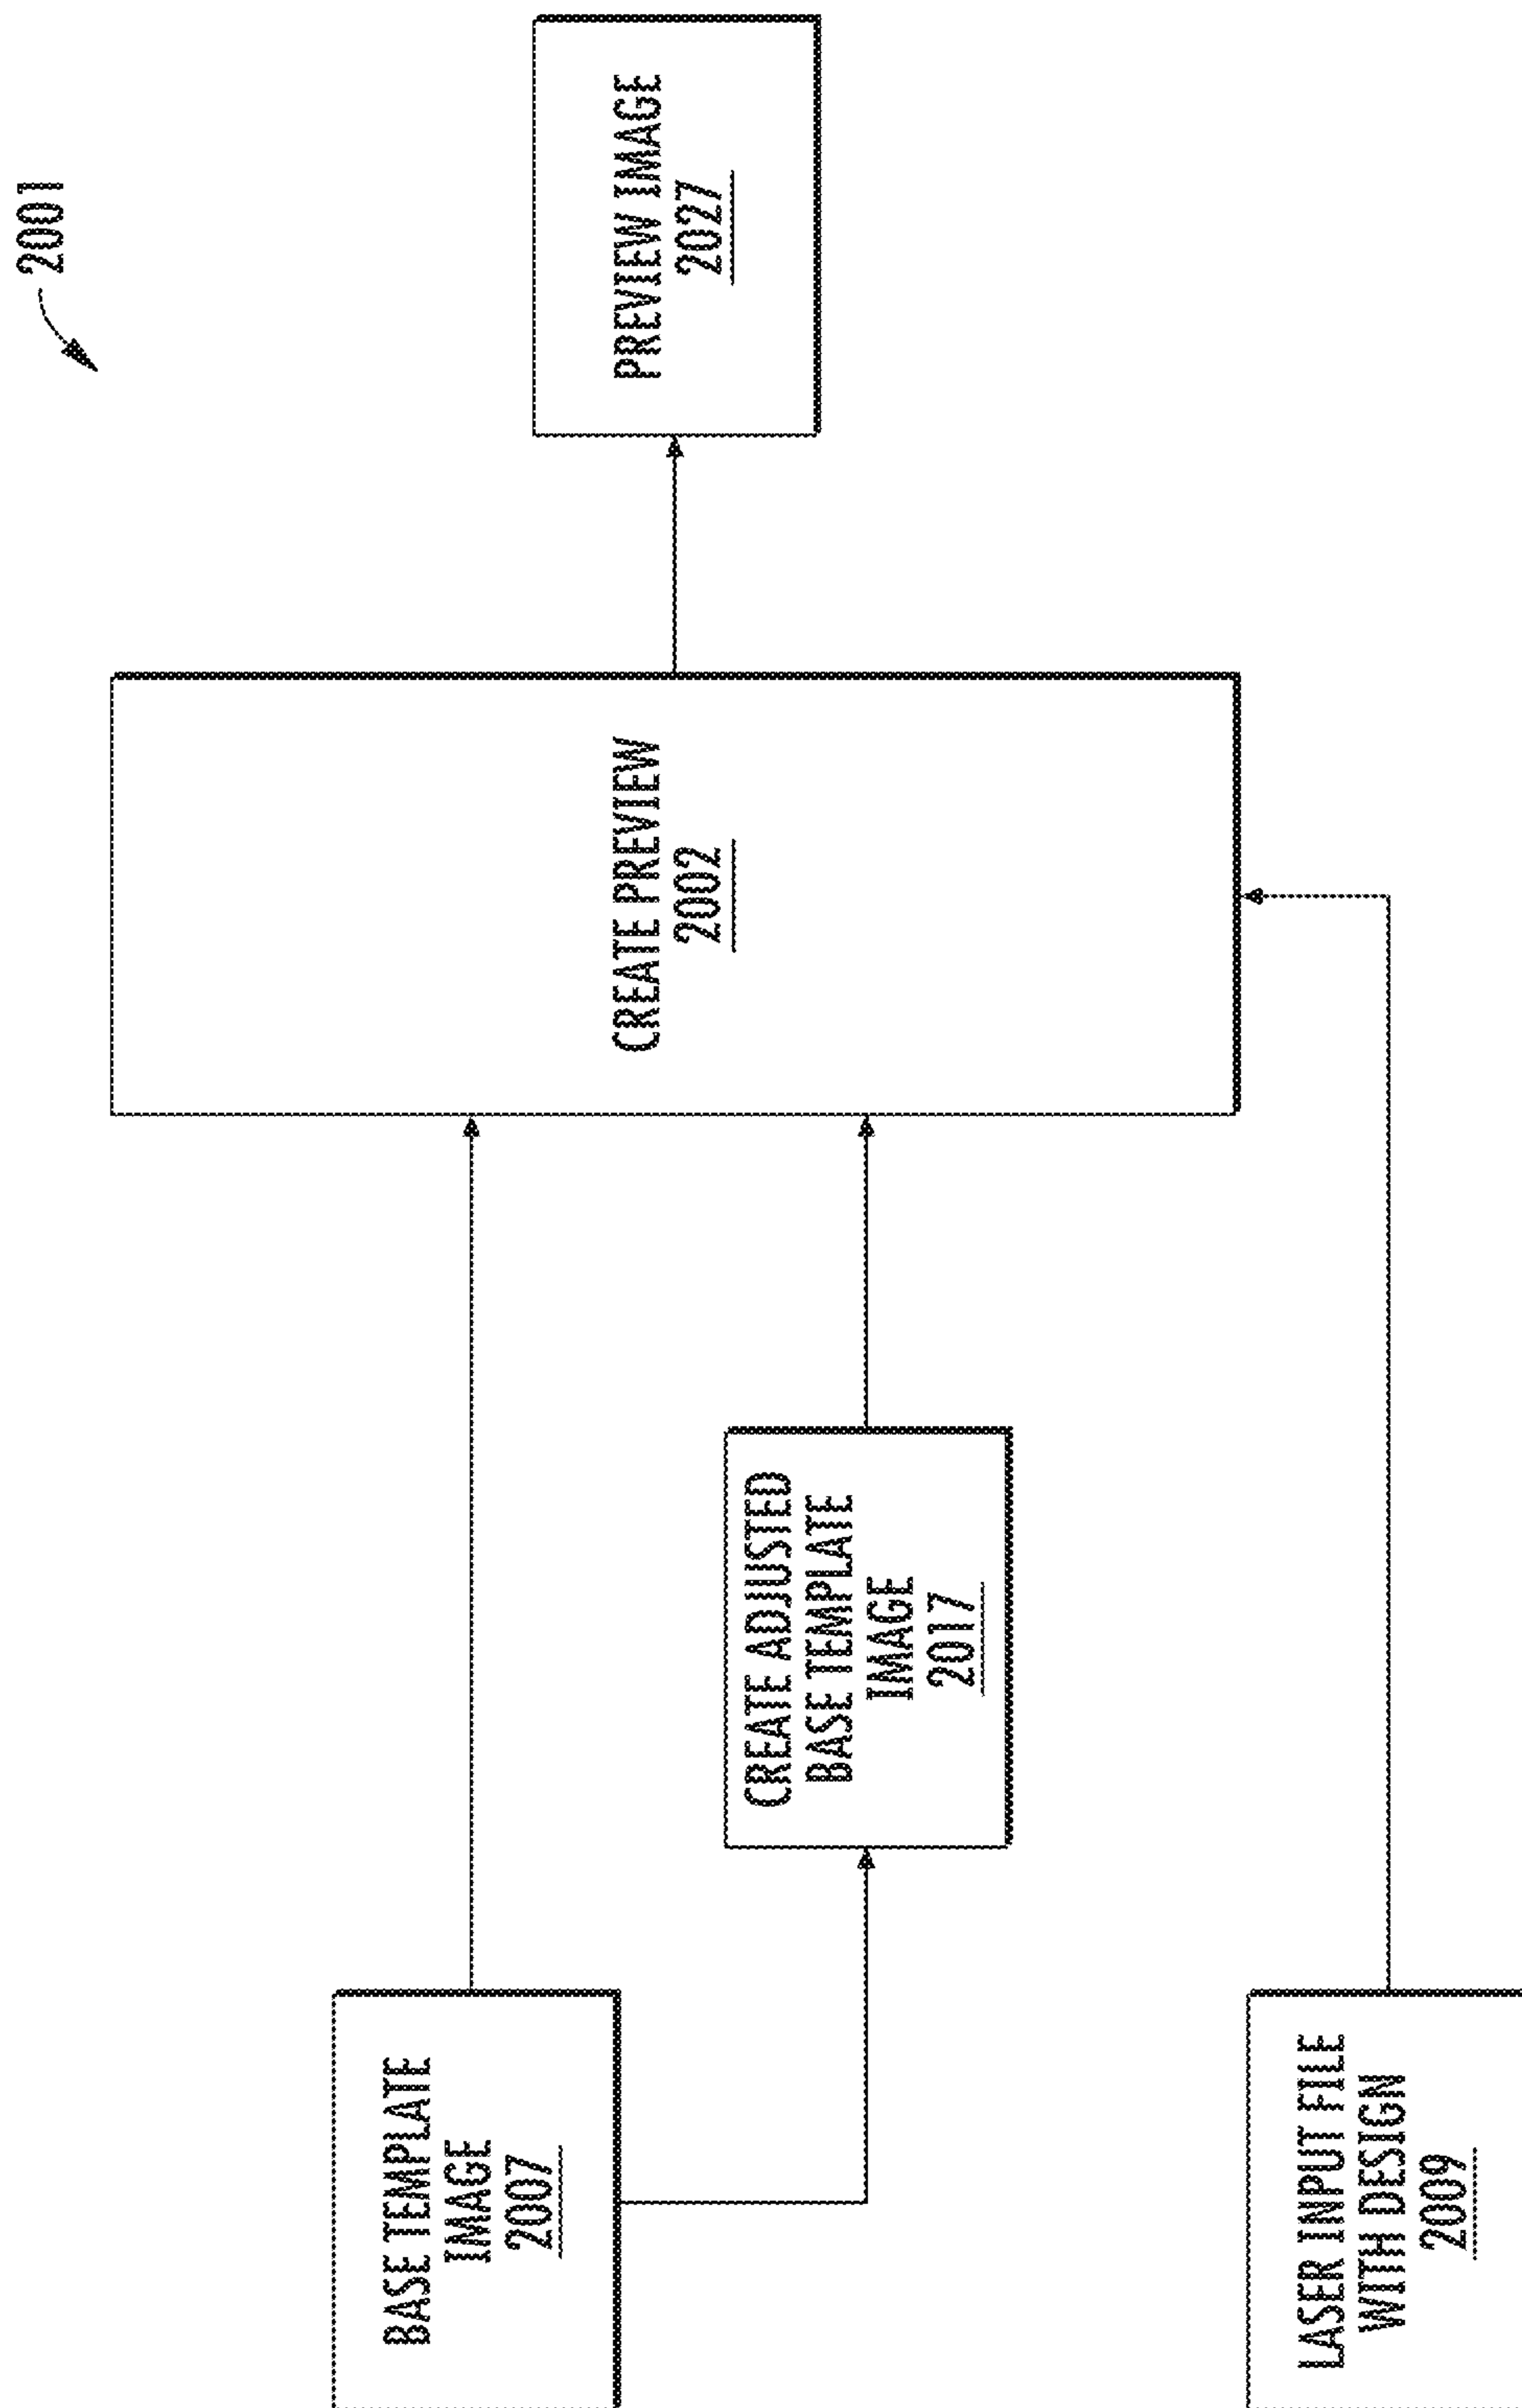 2001
BASE TEMPLATE
IMAGE
2007
CREATE ADJUSTED
BASE TEMPLATE
IMAGE
2017
LASER INPUT FILE
WITH DESIGN
2009
CREATE PREVIEW
2002
PREVIEW IMAGE
2027